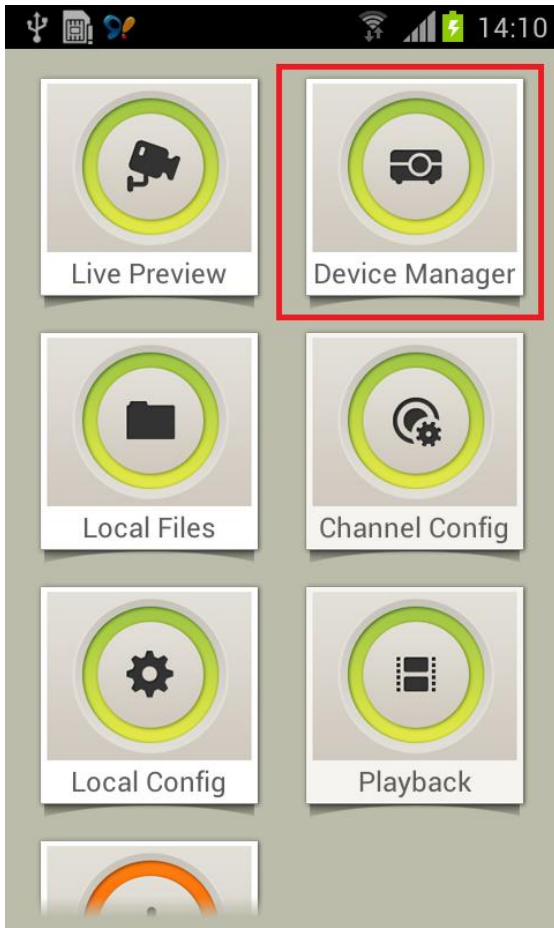 14:10
Live Preview
Device Manager
Local Files
Channel Config
Local Config
Playback